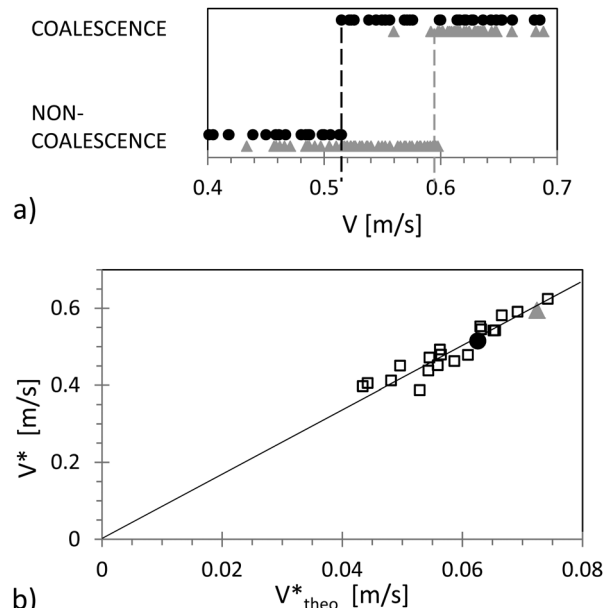 COALESCENCE
NON-
COALESCENCE
0.4 0.5 0.6 0.7
V [m/s]
a)
0.6
0.4
0.2
0
V* [m/s]
0 0.02 0.04 0.06 0.08
V*theo [m/s]
b)